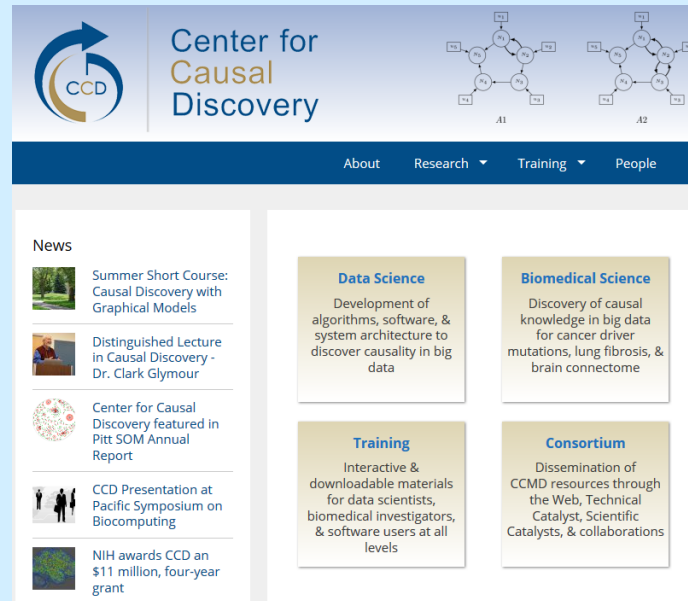 CCD
Center for
Causal
Discovery
A1
A2
About
Research
Training
People
News
Summer Short Course:
Causal Discovery with
Graphical Models
Distinguished Lecture
in Causal Discovery -
Dr. Clark Glymour
Center for Causal
Discovery featured in
Pitt SOM Annual
Report
CCD Presentation at
Pacific Symposium on
Biocomputing
NIH awards CCD an
$11 million, four-year
grant
Data Science
Development of
algorithms, software, &
system architecture to
discover causality in big
data
Biomedical Science
Discovery of causal
knowledge in big data
for cancer driver
mutations, lung fibrosis, &
brain connectome
Training
Interactive &
downloadable materials
for data scientists,
biomedical investigators,
& software users at all
levels
Consortium
Dissemination of
CCMD resources through
the Web, Technical
Catalyst, Scientific
Catalysts, & collaborations